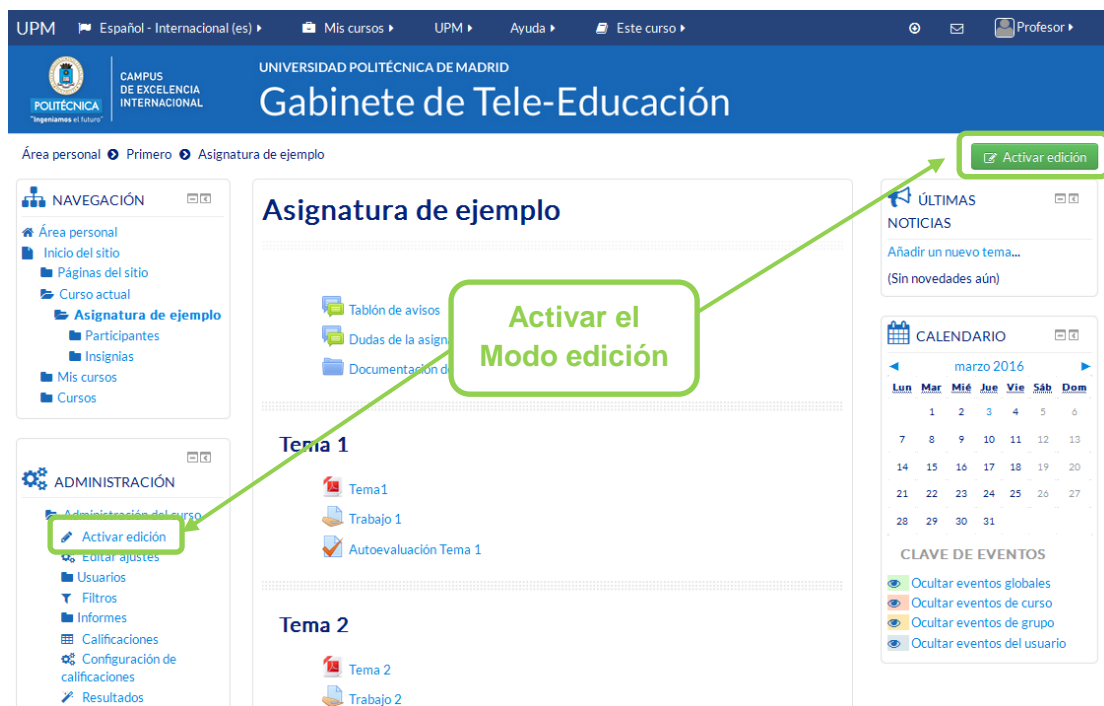 UPM Español - Internacional (es) Mis cursos UPM Ayuda Este curso Profesor
POLITÉCNICA
"Ingeniamos el futuro"
CAMPUS
DE EXCELENCIA
INTERNACIONAL
UNIVERSIDAD POLITÉCNICA DE MADRID
Gabinete de Tele-Educación
Área personal Primero Asignatura de ejemplo
Activar edición
NAVEGACIÓN
Área personal
Inicio del sitio
Páginas del sitio
Curso actual
Asignatura de ejemplo
Participantes
Insignias
Mis cursos
Cursos
ADMINISTRACIÓN
Administración del curso
Activar edición
Editar ajustes
Usuarios
Filtros
Informes
Calificaciones
Configuración de
calificaciones
Resultados
Asignatura de ejemplo
Tablón de avisos
Dudas de la
Documentación
Activar el
Modo edición
Tema 1
Tema1
Trabajo 1
Autoevaluación Tema 1
Tema 2
Tema 2
Trabajo 2
ÚLTIMAS
NOTICIAS
Añadir un nuevo tema...
(Sin novedades aún)
CALENDARIO
marzo 2016
Lun Mar Mié Jue Vie Sáb Dom
1 2 3 4 5 6
7 8 9 10 11 12 13
14 15 16 17 18 19 20
21 22 23 24 25 26 27
28 29 30 31
CLAVE DE EVENTOS
Ocultar eventos globales
Ocultar eventos de curso
Ocultar eventos de grupo
Ocultar eventos del usuario